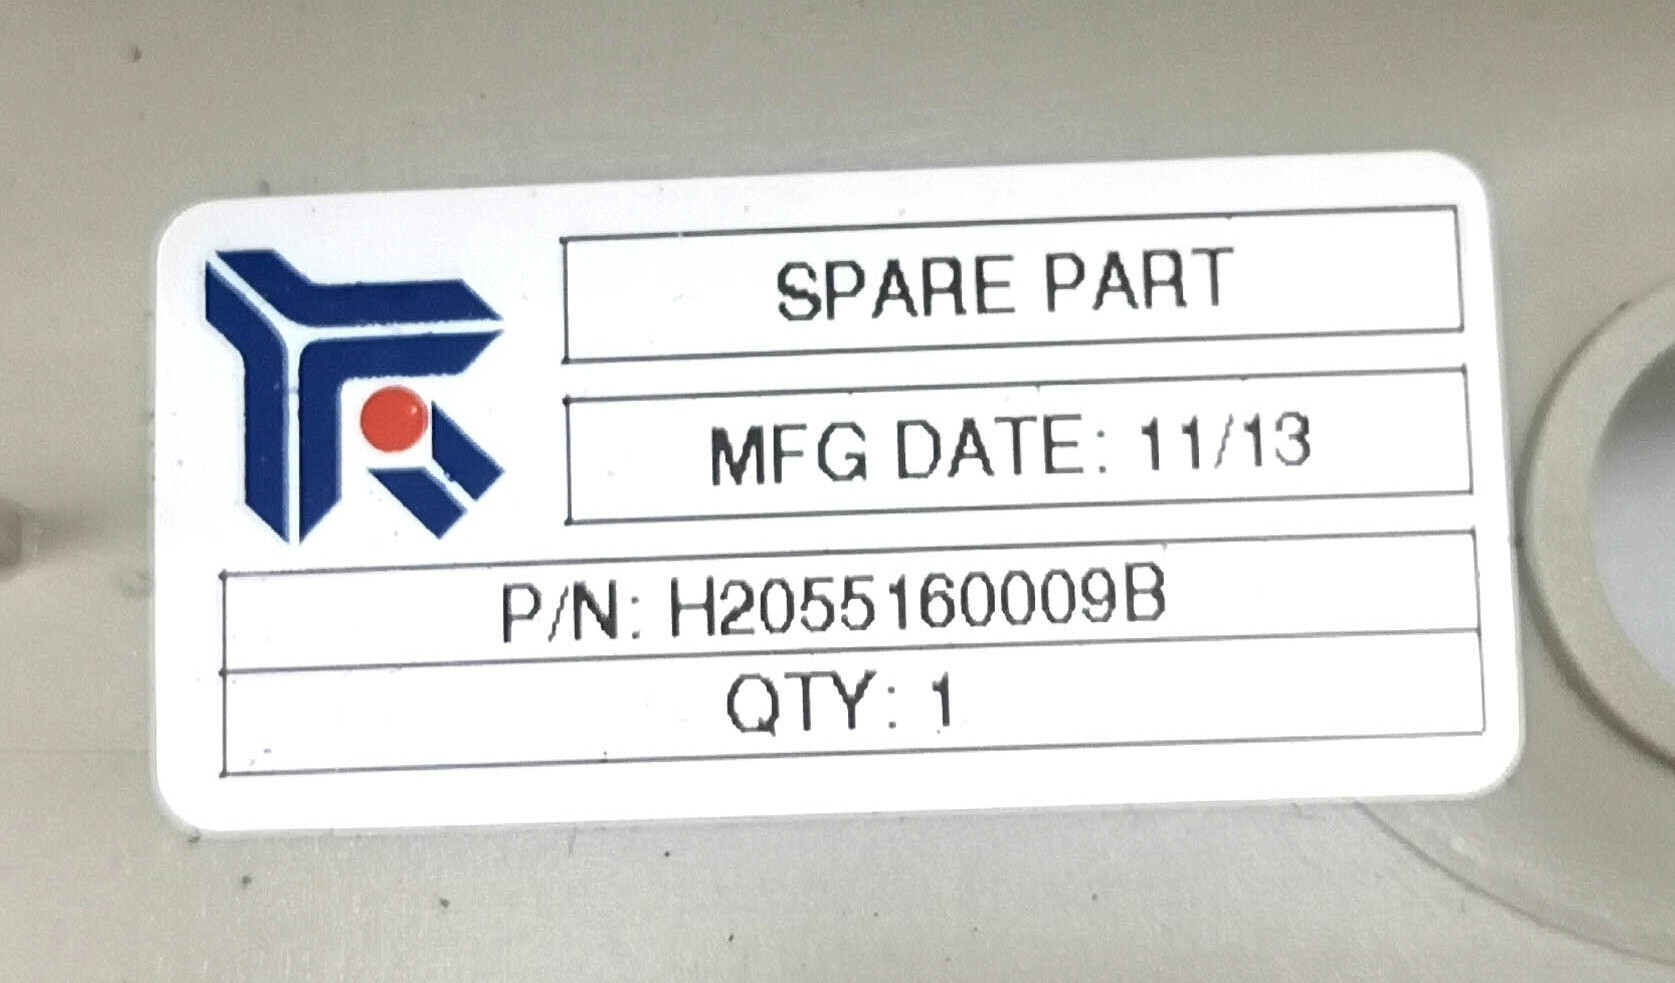 SPARE PART
MFG DATE: 11/13
P/N: H2055160009B
QTY: 1